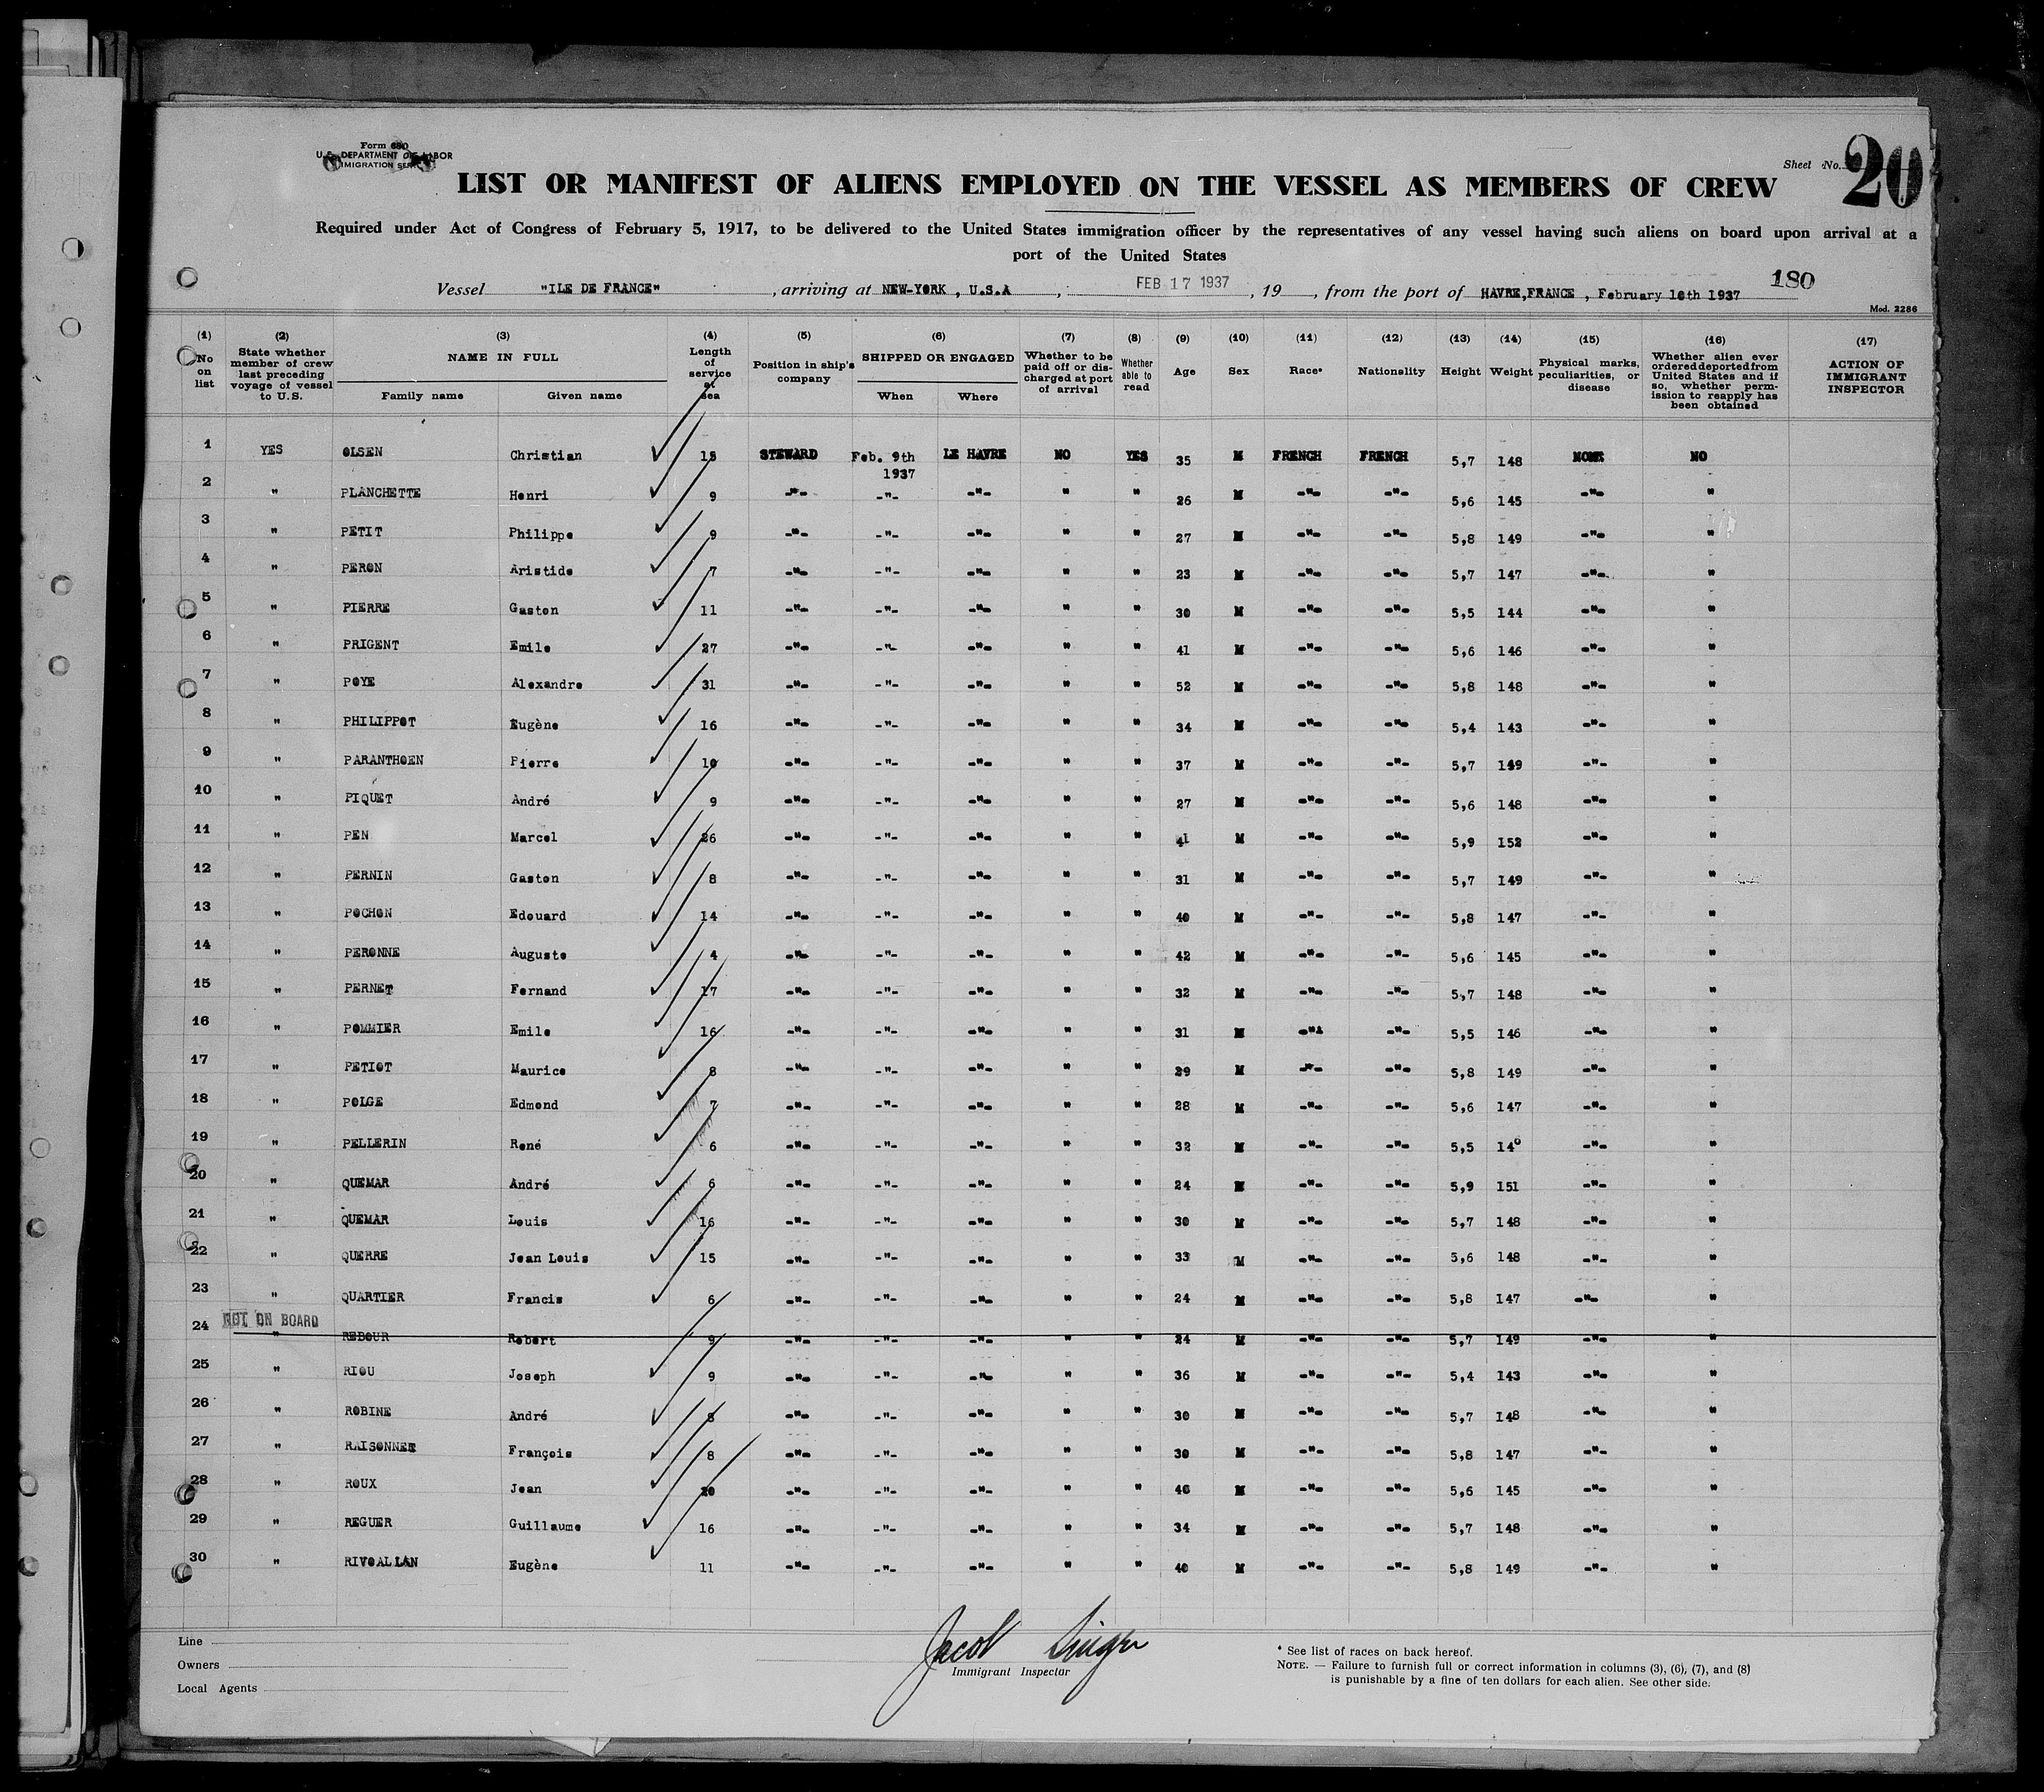 Form 680
U.S. DEPARTMENT OF LABOR
IMMIGRATION SERVICE
Sheet No. 20
LIST OR MANIFEST OF ALIENS EMPLOYED ON THE VESSEL AS MEMBERS OF CREW
Required under Act of Congress of February 5, 1917, to be delivered to the United States immigration officer by the representatives of any vessel having such aliens on board upon arrival at a
port of the United States
Vessel "ILE DE FRANCE" , arriving at NEW-YORK , U.S.A , FEB 17 1937 , 19 , from the port of HAVRE,FRANCE , February 10th 1937 180
Mod. 2286
(1) No on list (2) State whether member of crew last preceding voyage of vessel to U.S. (3) NAME IN FULL Family name Given name (4) Length of service at sea (5) Position in ship's company (6) SHIPPED OR ENGAGED When Where (7) Whether to be paid off or discharged at port of arrival (8) Whether able to read (9) Age (10) Sex (11) Race* (12) Nationality (13) Height (14) Weight (15) Physical marks, peculiarities, or disease (16) Whether alien ever ordered deported from United States and if so, whether permission to reapply has been obtained (17) ACTION OF IMMIGRANT INSPECTOR
1 YES OLSEN Christian 15 STEWARD Feb. 9th 1937 LE HAVRE NO YES 35 M FRENCH FRENCH 5,7 148 NONE NO
2 " PLANCHETTE Henri 9 -"- -"- -"- " " 26 M -"- -"- 5,6 145 -"- "
3 " PETIT Philippe 9 -"- -"- -"- " " 27 M -"- -"- 5,8 149 -"- "
4 " PERON Aristide 7 -"- -"- -"- " " 23 M -"- -"- 5,7 147 -"- "
5 " PIERRE Gaston 11 -"- -"- -"- " " 30 M -"- -"- 5,5 144 -"- "
6 " PRIGENT Emile 27 -"- -"- -"- " " 41 M -"- -"- 5,6 146 -"- "
7 " POYE Alexandre 31 -"- -"- -"- " " 52 M -"- -"- 5,8 148 -"- "
8 " PHILIPPOT Eugène 16 -"- -"- -"- " " 34 M -"- -"- 5,4 143 -"- "
9 " PARANTHOEN Pierre 10 -"- -"- -"- " " 37 M -"- -"- 5,7 149 -"- "
10 " PIQUET André 9 -"- -"- -"- " " 27 M -"- -"- 5,6 148 -"- "
11 " PEN Marcel 26 -"- -"- -"- " " 41 M -"- -"- 5,9 152 -"- "
12 " PERNIN Gaston 8 -"- -"- -"- " " 31 M -"- -"- 5,7 149 -"- "
13 " POCHON Edouard 14 -"- -"- -"- " " 40 M -"- -"- 5,8 147 -"- "
14 " PERONNE Auguste 4 -"- -"- -"- " " 42 M -"- -"- 5,6 145 -"- "
15 " PERNET Fernand 17 -"- -"- -"- " " 32 M -"- -"- 5,7 148 -"- "
16 " POMMIER Emile 16 -"- -"- -"- " " 31 M -"- -"- 5,5 146 -"- "
17 " PETIOT Maurice 8 -"- -"- -"- " " 29 M -"- -"- 5,8 149 -"- "
18 " POLGE Edmond 7 -"- -"- -"- " " 28 M -"- -"- 5,6 147 -"- "
19 " PELLERIN René 6 -"- -"- -"- " " 32 M -"- -"- 5,5 -"- "
20 " QUEMAR André 6 -"- -"- -"- " " 24 M -"- -"- 5,9 151 -"- "
21 " QUEMAR Louis 16 -"- -"- -"- " " 30 M -"- -"- 5,7 148 -"- "
22 " QUERRE Jean Louis 15 -"- -"- -"- " " 33 M -"- -"- 5,6 148 -"- "
23 " QUARTIER Francis 6 -"- -"- -"- " " 24 M -"- -"- 5,8 147 -"- "
NOT ON BOARD
24 " REBOUR Robert 9 -"- -"- -"- " " 24 M -"- -"- 5,7 149 -"- "
25 " RIOU Joseph 9 -"- -"- -"- " " 36 M -"- -"- 5,4 143 -"- "
26 " ROBINE André 8 -"- -"- -"- " " 30 M -"- -"- 5,7 148 -"- "
27 " RAISONNET François 8 -"- -"- -"- " " 30 M -"- -"- 5,8 147 -"- "
28 " ROUX Jean 20 -"- -"- -"- " " 46 M -"- -"- 5,6 145 -"- "
29 " REGUER Guillaume 16 -"- -"- -"- " " 34 M -"- -"- 5,7 148 -"- "
30 " RIVOALLAN Eugène 11 -"- -"- -"- " " 40 M -"- -"- 5,8 149 -"- "
Line
Owners
Local Agents
Jacob Singer
Immigrant Inspector
* See list of races on back hereof.
NOTE. — Failure to furnish full or correct information in columns (3), (6), (7), and (8)
is punishable by a fine of ten dollars for each alien. See other side.